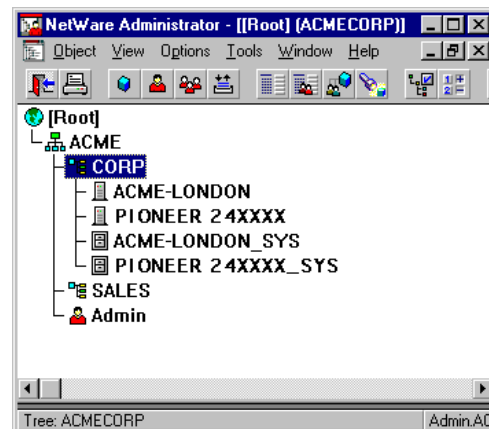 NetWare Administrator - [[Root] (ACMECORP)]
Object View Options Tools Window Help
[Root]
ACME
CORP
ACME-LONDON
PIONEER 24XXXX
ACME-LONDON_SYS
PIONEER 24XXXX_SYS
SALES
Admin
Tree: ACMECORP Admin.AC